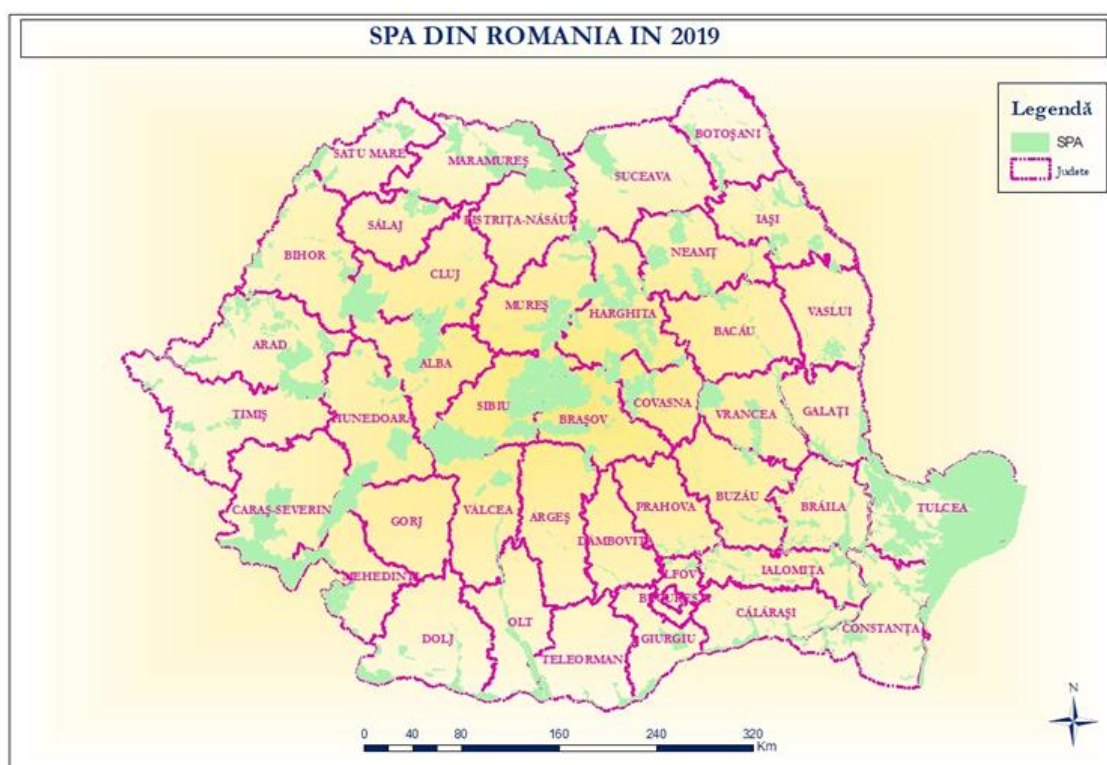 SPA DIN ROMANIA IN 2019
Legendă
SPA
Judete
BOTOȘANI
SATU MARE
MARAMUREȘ
SUCEAVA
IAȘI
SĂLAJ
BISTRIȚA-NĂSĂUD
NEAMȚ
BIHOR
CLUJ
MUREȘ
HARGHITA
BACĂU
VASLUI
ARAD
ALBA
SIBIU
COVASNA
TIMIȘ
HUNEDOARA
BRAȘOV
VRANCEA
GALAȚI
CARAȘ-SEVERIN
VÂLCEA
GORJ
ARGEȘ
PRAHOVA
BUZĂU
BRĂILA
TULCEA
DÂMBOVIȚA
MEHEDINȚI
ILFOV
IALOMIȚA
BUCUREȘTI
CĂLĂRAȘI
CONSTANȚA
OLT
DOLJ
GIURGIU
TELEORMAN
N
0 20 40 80 160 240 320
Km